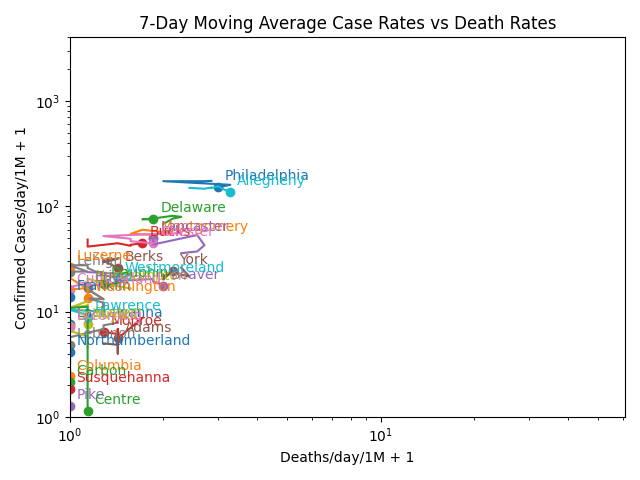 7-Day Moving Average Case Rates vs Death Rates
Confirmed Cases/day/1M + 1
10³
10²
10¹
10⁰
Philadelphia
Allegheny
Delaware
Montgomery
Lancaster
Bucks
Luzerne
Berks
York
Lehigh
Westmoreland
Beaver
Franklin
Washington
Lawrence
Monroe
Adams
Lebanon
Northumberland
Columbia
Carbon
Susquehanna
Pike
Centre
10⁰
10¹
Deaths/day/1M + 1